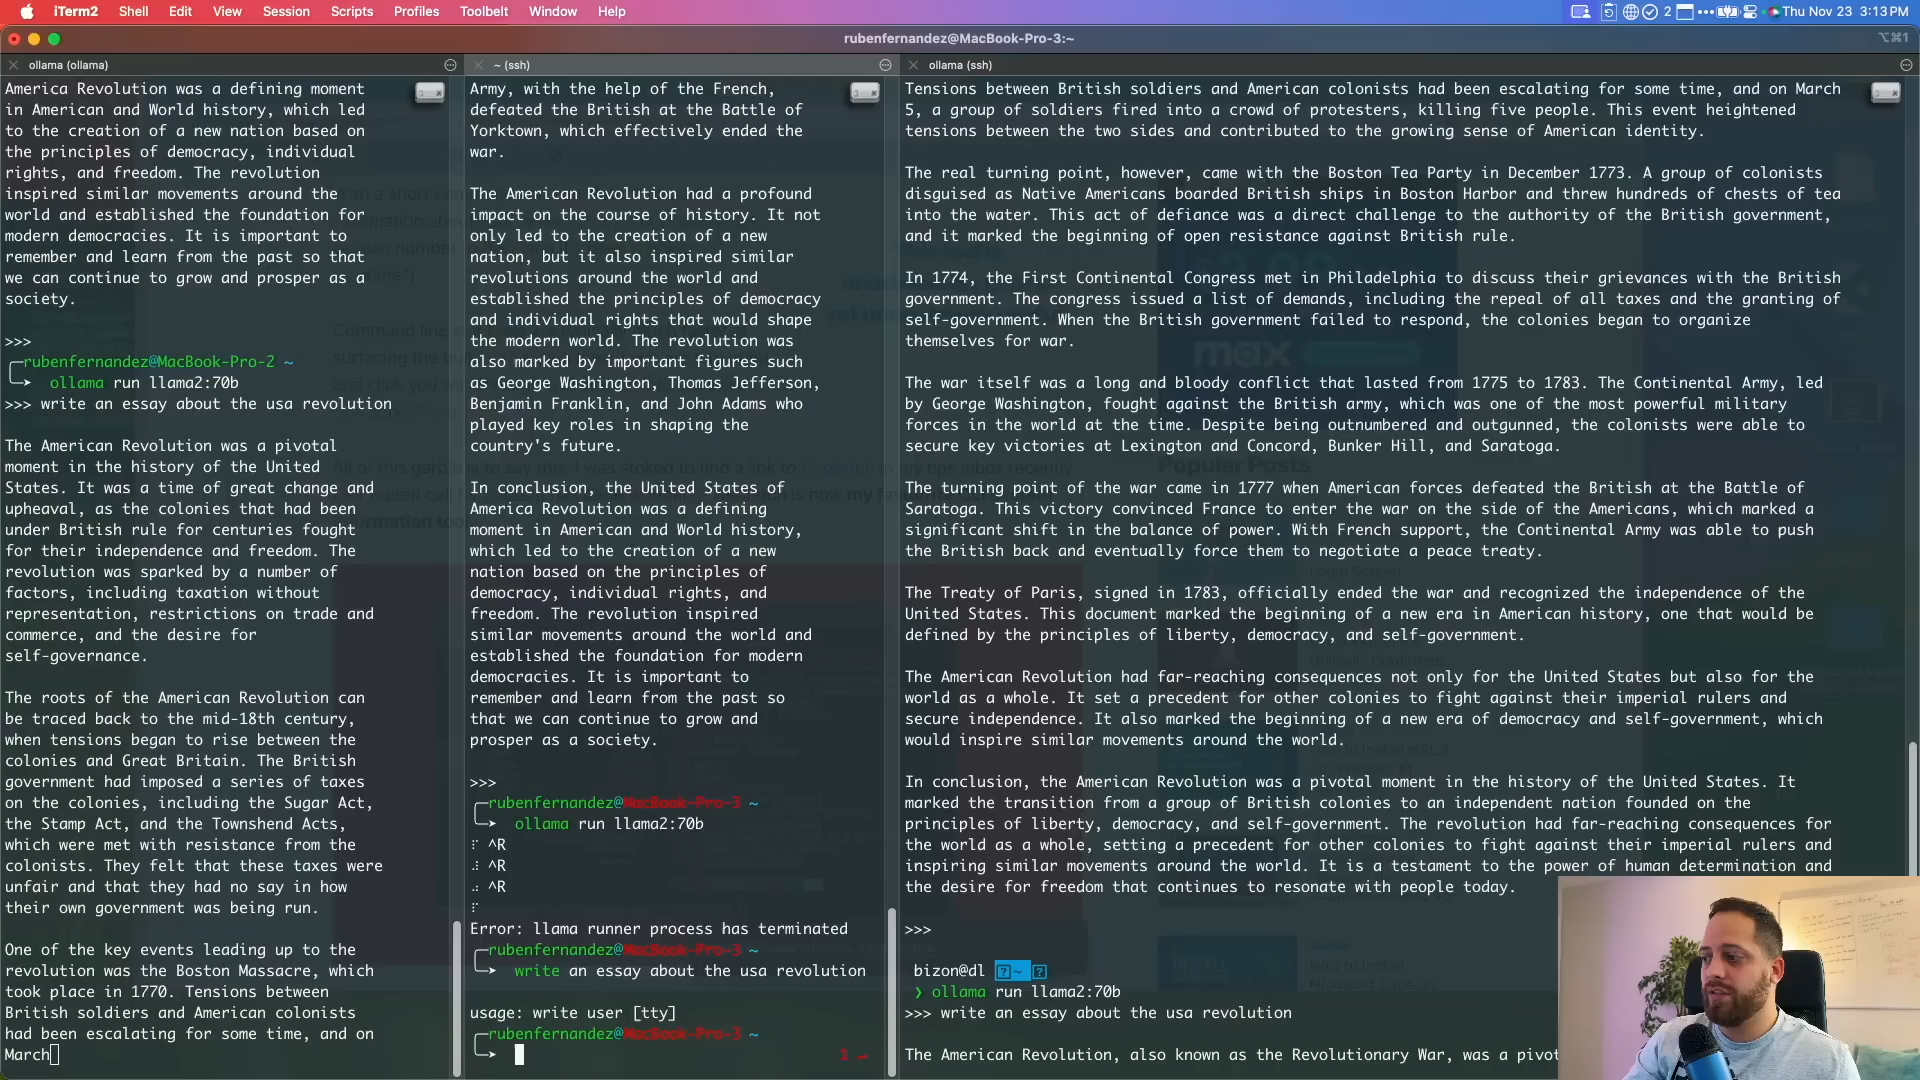 iTerm2 Shell Edit View Session Scripts Profiles Toolbelt Window Help
2
Thu Nov 23 3:13PM
rubenfernandez@MacBook-Pro-3:~
⌥⌘1
ollama (ollama)
America Revolution was a defining moment
in American and World history, which led
to the creation of a new nation based on
the principles of democracy, individual
rights, and freedom. The revolution
inspired similar movements around the
world and established the foundation for
modern democracies. It is important to
remember and learn from the past so that
we can continue to grow and prosper as a
society.
>>>
rubenfernandez@MacBook-Pro-2 ~
ollama run llama2:70b
>>> write an essay about the usa revolution
The American Revolution was a pivotal
moment in the history of the United
States. It was a time of great change and
upheaval, as the colonies that had been
under British rule for centuries fought
for their independence and freedom. The
revolution was sparked by a number of
factors, including taxation without
representation, restrictions on trade and
commerce, and the desire for
self-governance.
The roots of the American Revolution can
be traced back to the mid-18th century,
when tensions began to rise between the
colonies and Great Britain. The British
government had imposed a series of taxes
on the colonies, including the Sugar Act,
the Stamp Act, and the Townshend Acts,
which were met with resistance from the
colonists. They felt that these taxes were
unfair and that they had no say in how
their own government was being run.
One of the key events leading up to the
revolution was the Boston Massacre, which
took place in 1770. Tensions between
British soldiers and American colonists
had been escalating for some time, and on
March
~ (ssh)
Army, with the help of the French,
defeated the British at the Battle of
Yorktown, which effectively ended the
war.
The American Revolution had a profound
impact on the course of history. It not
only led to the creation of a new
nation, but it also inspired similar
revolutions around the world and
established the principles of democracy
and individual rights that would shape
the modern world. The revolution was
also marked by important figures such
as George Washington, Thomas Jefferson,
Benjamin Franklin, and John Adams who
played key roles in shaping the
country's future.
In conclusion, the United States of
America Revolution was a defining
moment in American and World history,
which led to the creation of a new
nation based on the principles of
democracy, individual rights, and
freedom. The revolution inspired
similar movements around the world and
established the foundation for modern
democracies. It is important to
remember and learn from the past so
that we can continue to grow and
prosper as a society.
>>>
rubenfernandez@MacBook-Pro-3 ~
ollama run llama2:70b
^R
^R
^R
Error: llama runner process has terminated
rubenfernandez@MacBook-Pro-3 ~
write an essay about the usa revolution
usage: write user [tty]
rubenfernandez@MacBook-Pro-3 ~
1 ↵
ollama (ssh)
Tensions between British soldiers and American colonists had been escalating for some time, and on March
5, a group of soldiers fired into a crowd of protesters, killing five people. This event heightened
tensions between the two sides and contributed to the growing sense of American identity.
The real turning point, however, came with the Boston Tea Party in December 1773. A group of colonists
disguised as Native Americans boarded British ships in Boston Harbor and threw hundreds of chests of tea
into the water. This act of defiance was a direct challenge to the authority of the British government,
and it marked the beginning of open resistance against British rule.
In 1774, the First Continental Congress met in Philadelphia to discuss their grievances with the British
government. The congress issued a list of demands, including the repeal of all taxes and the granting of
self-government. When the British government failed to respond, the colonies began to organize
themselves for war.
The war itself was a long and bloody conflict that lasted from 1775 to 1783. The Continental Army, led
by George Washington, fought against the British army, which was one of the most powerful military
forces in the world at the time. Despite being outnumbered and outgunned, the colonists were able to
secure key victories at Lexington and Concord, Bunker Hill, and Saratoga.
The turning point of the war came in 1777 when American forces defeated the British at the Battle of
Saratoga. This victory convinced France to enter the war on the side of the Americans, which marked a
significant shift in the balance of power. With French support, the Continental Army was able to push
the British back and eventually force them to negotiate a peace treaty.
The Treaty of Paris, signed in 1783, officially ended the war and recognized the independence of the
United States. This document marked the beginning of a new era in American history, one that would be
defined by the principles of liberty, democracy, and self-government.
The American Revolution had far-reaching consequences not only for the United States but also for the
world as a whole. It set a precedent for other colonies to fight against their imperial rulers and
secure independence. It also marked the beginning of a new era of democracy and self-government, which
would inspire similar movements around the world.
In conclusion, the American Revolution was a pivotal moment in the history of the United States. It
marked the transition from a group of British colonies to an independent nation founded on the
principles of liberty, democracy, and self-government. The revolution had far-reaching consequences for
the world as a whole, setting a precedent for other colonies to fight against their imperial rulers and
inspiring similar movements around the world. It is a testament to the power of human determination and
the desire for freedom that continues to resonate with people today.
>>>
bizon@dl ~
❯ ollama run llama2:70b
>>> write an essay about the usa revolution
The American Revolution, also known as the Revolutionary War, was a pivot